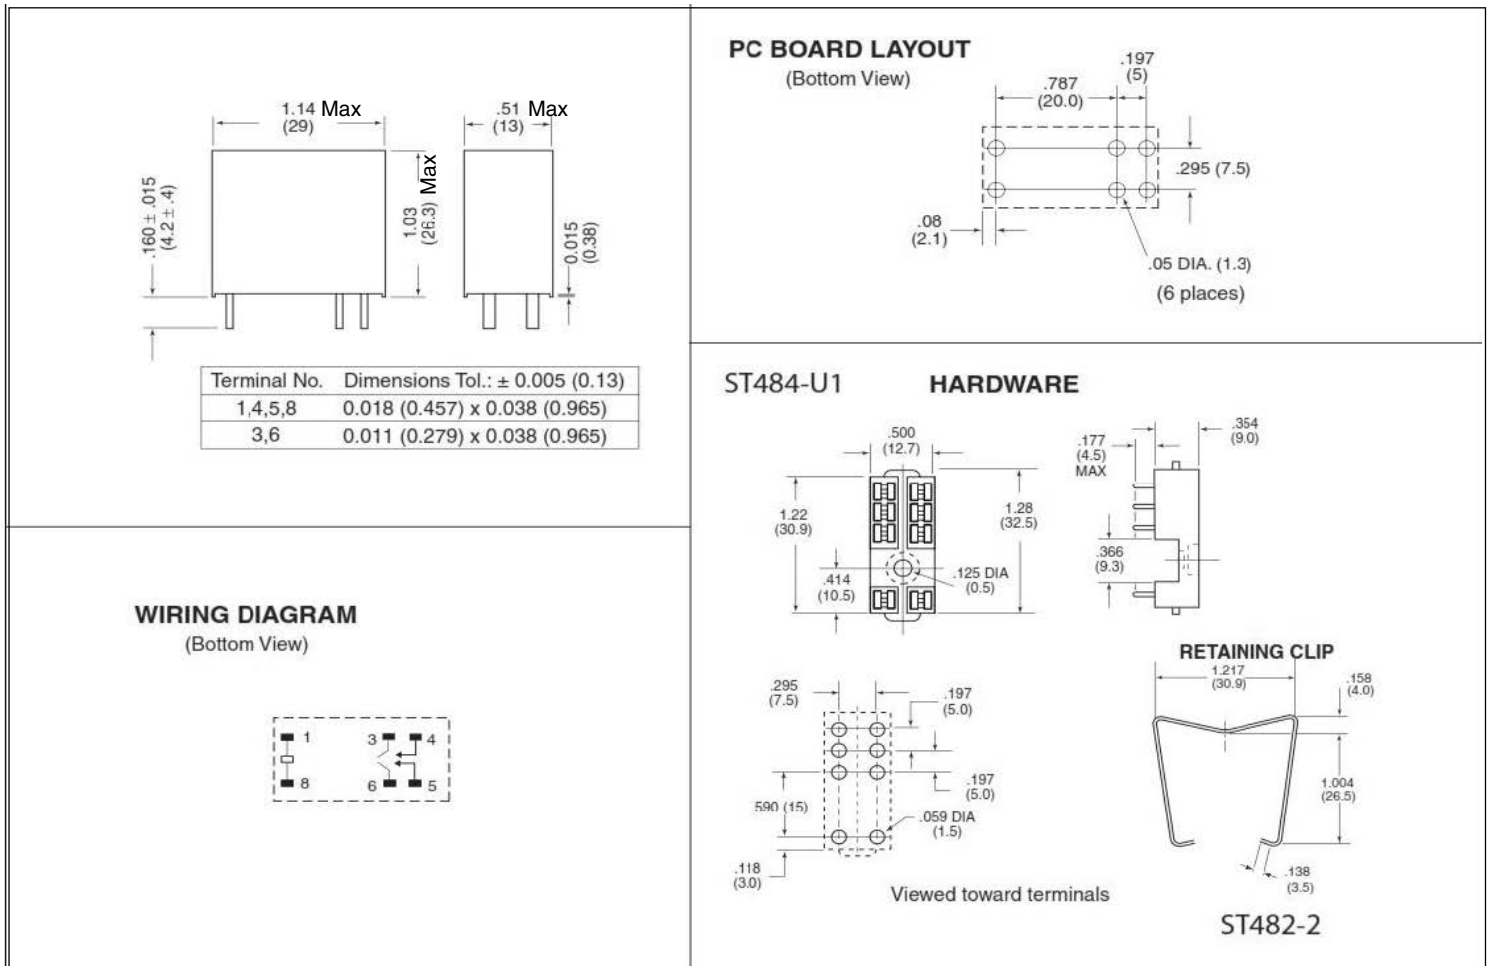 1.14 Max
(29)
.51 Max
(13)
.160 ± .015
(4.2 ± .4)
1.03
(26.3) Max
0.015
(0.38)
Terminal No. Dimensions Tol.: ± 0.005 (0.13)
1,4,5,8 0.018 (0.457) x 0.038 (0.965)
3,6 0.011 (0.279) x 0.038 (0.965)
WIRING DIAGRAM
(Bottom View)
1 3 4
8 6 5
PC BOARD LAYOUT
(Bottom View)
.197
(5)
.787
(20.0)
.295 (7.5)
.08
(2.1)
.05 DIA. (1.3)
(6 places)
ST484-U1 HARDWARE
.500
(12.7)
1.22
(30.9)
1.28
(32.5)
.414
(10.5)
.125 DIA
(0.5)
.354
(9.0)
.177
(4.5)
MAX
.366
(9.3)
.295
(7.5)
.197
(5.0)
.197
(5.0)
590 (15)
.059 DIA
(1.5)
.118
(3.0)
Viewed toward terminals
RETAINING CLIP
1.217
(30.9)
.158
(4.0)
1.004
(26.5)
.138
(3.5)
ST482-2